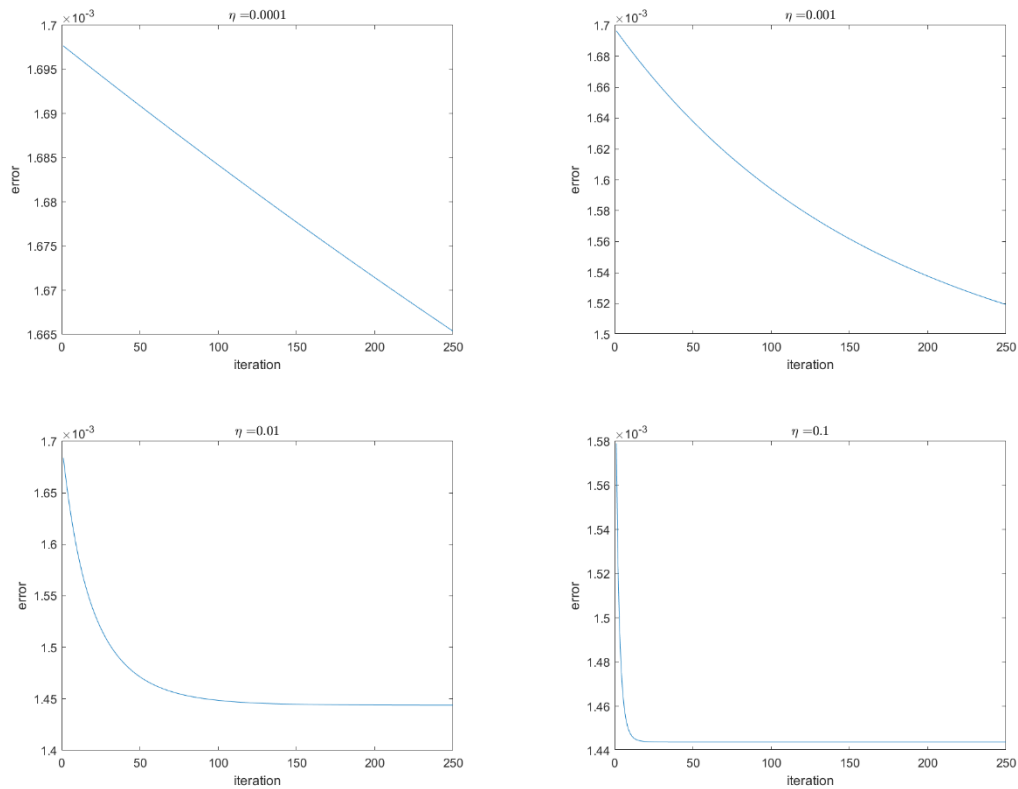 ×10⁻³
η =0.0001
1.7
1.695
1.69
1.685
1.68
1.675
1.67
1.665
error
0 50 100 150 200 250
iteration
×10⁻³
η =0.001
1.7
1.68
1.66
1.64
1.62
1.6
1.58
1.56
1.54
1.52
1.5
error
0 50 100 150 200 250
iteration
×10⁻³
η =0.01
1.7
1.65
1.6
1.55
1.5
1.45
1.4
error
0 50 100 150 200 250
iteration
×10⁻³
η =0.1
1.58
1.56
1.54
1.52
1.5
1.48
1.46
1.44
error
0 50 100 150 200 250
iteration